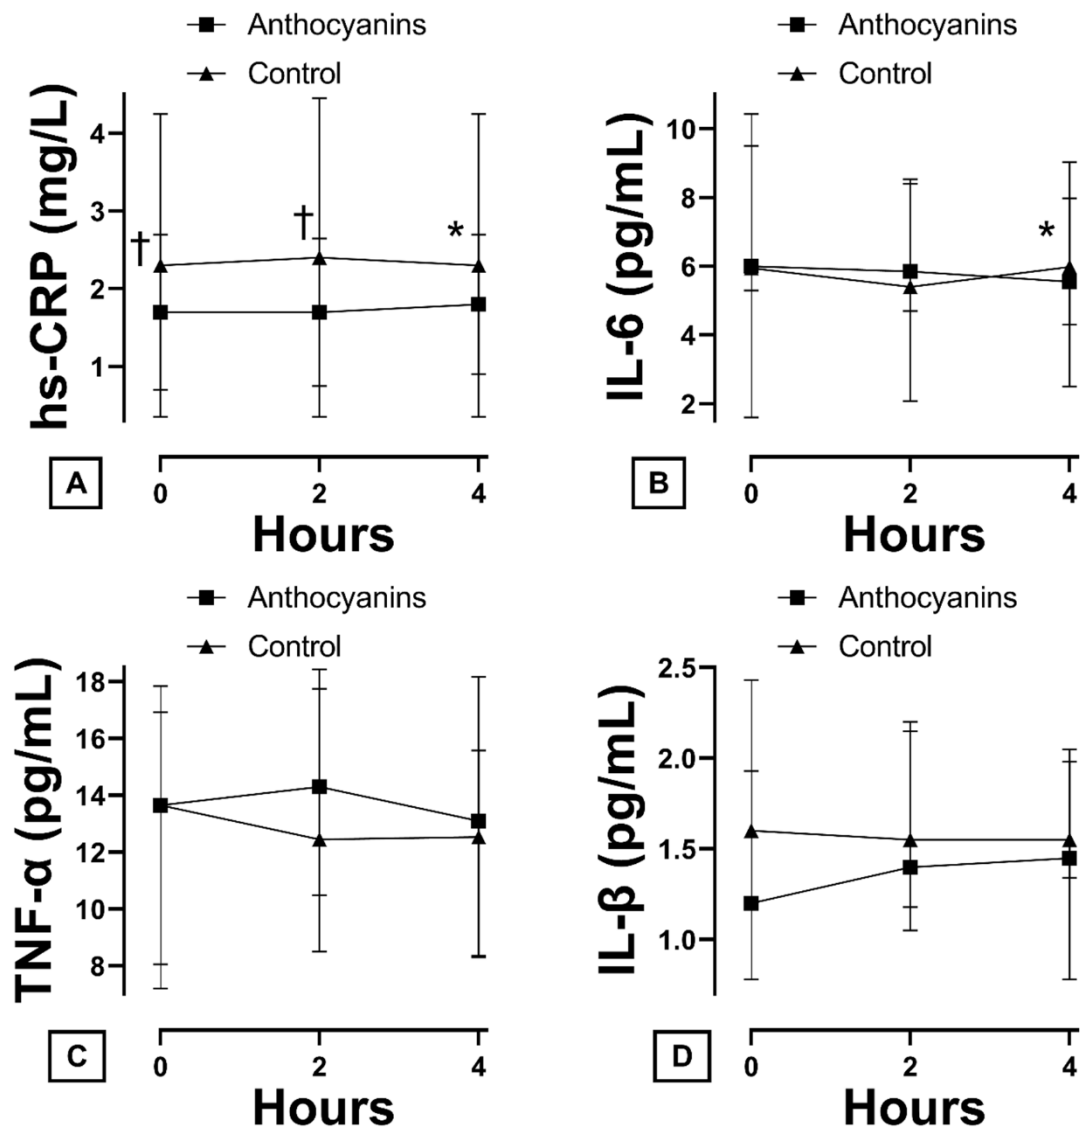 Anthocyanins
Control
hs-CRP (mg/L)
4
3
2
1
†
†
*
0 2 4
A
Hours
Anthocyanins
Control
IL-6 (pg/mL)
10
8
6
4
2
*
0 2 4
B
Hours
Anthocyanins
Control
TNF-α (pg/mL)
18
16
14
12
10
8
0 2 4
C
Hours
Anthocyanins
Control
IL-β (pg/mL)
2.5
2.0
1.5
1.0
0 2 4
D
Hours